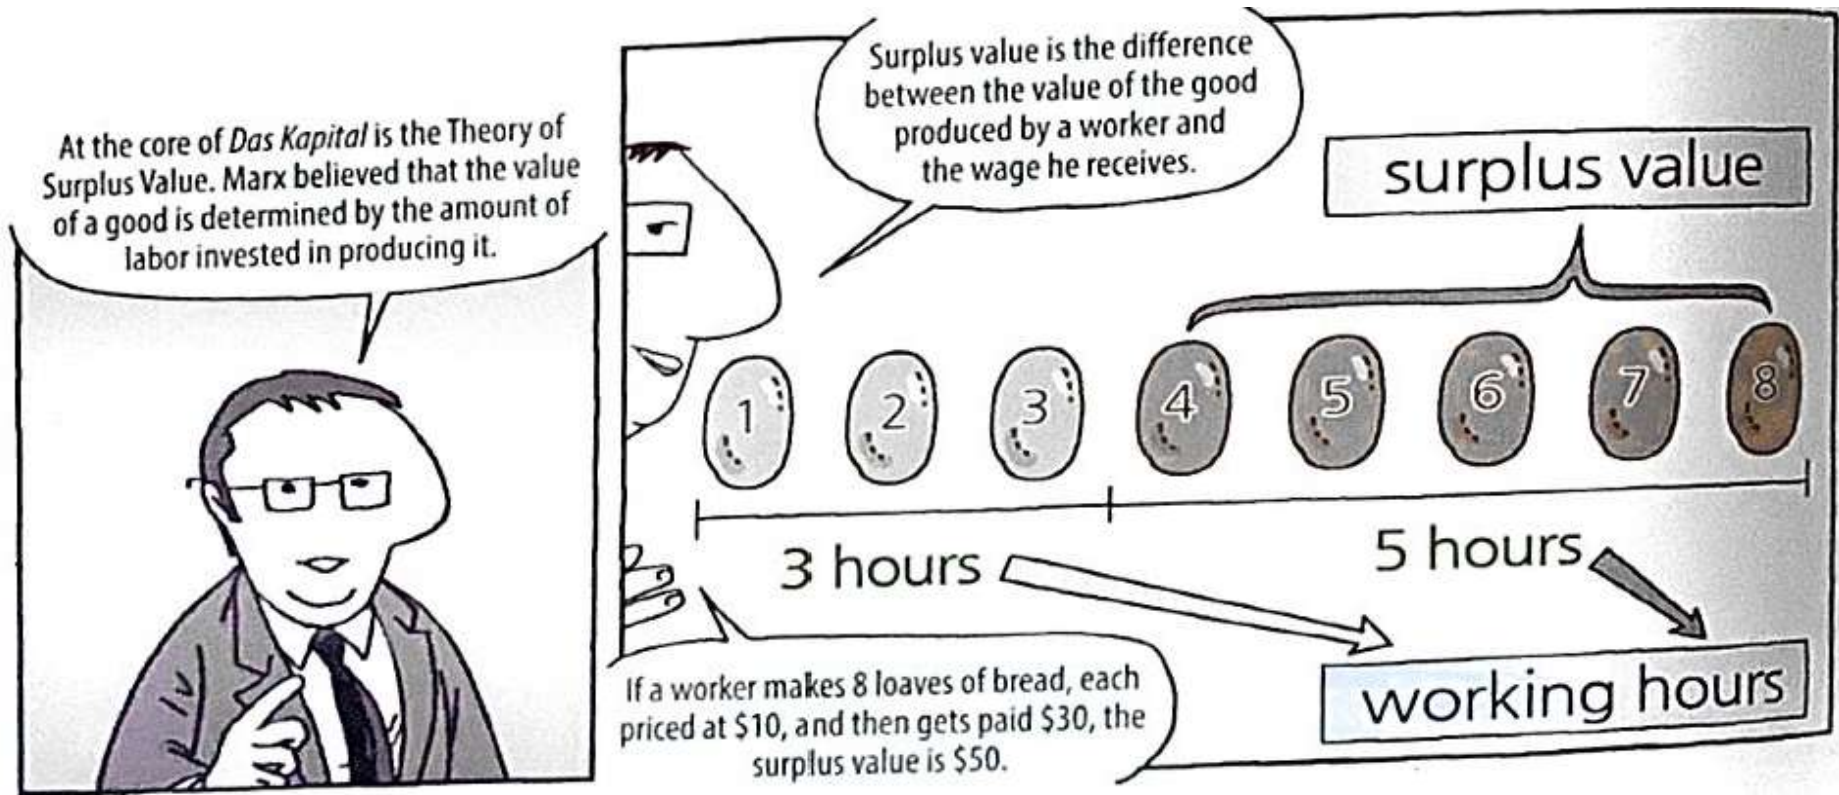 At the core of Das Kapital is the Theory of
Surplus Value. Marx believed that the value
of a good is determined by the amount of
labor invested in producing it.
Surplus value is the difference
between the value of the good
produced by a worker and
the wage he receives.
surplus value
1 2 3 4 5 6 7 8
3 hours
5 hours
working hours
If a worker makes 8 loaves of bread, each
priced at $10, and then gets paid $30, the
surplus value is $50.